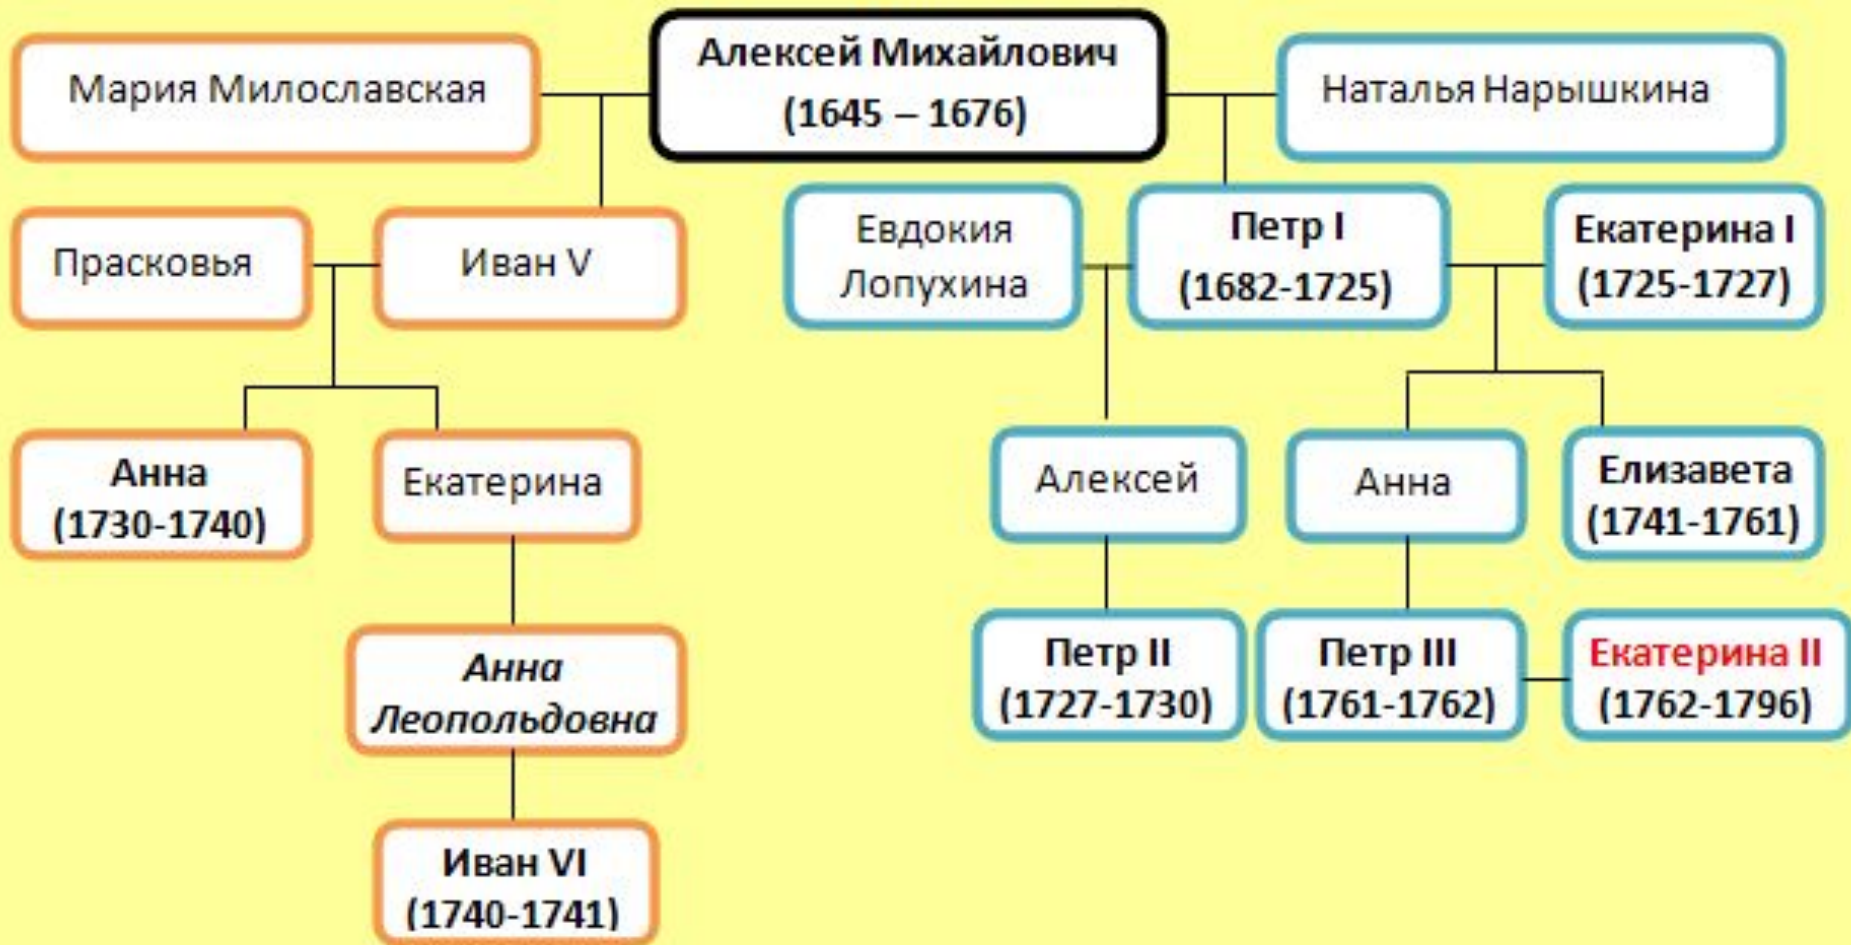 Мария Милославская
Алексей Михайлович
(1645 – 1676)
Наталья Нарышкина
Прасковья
Иван V
Евдокия
Лопухина
Петр I
(1682-1725)
Екатерина I
(1725-1727)
Анна
(1730-1740)
Екатерина
Алексей
Анна
Елизавета
(1741-1761)
Анна
Леопольдовна
Петр II
(1727-1730)
Петр III
(1761-1762)
Екатерина II
(1762-1796)
Иван VI
(1740-1741)